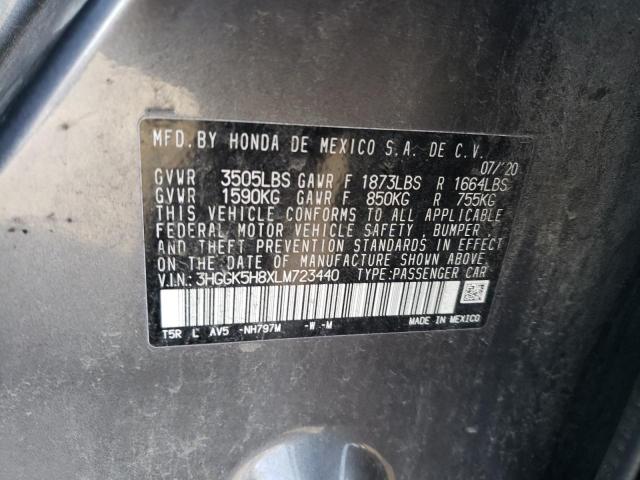 MFD.BY HONDA DE MEXICO S.A. DE C.V.
07/'20
GVWR 3505LBS GAWR F 1873LBS R 1664LBS
GVWR 1590KG GAWR F 850KG R 755KG
THIS VEHICLE CONFORMS TO ALL APPLICABLE
FEDERAL MOTOR VEHICLE SAFETY, BUMPER,
AND THEFT PREVENTION STANDARDS IN EFFECT
ON THE DATE OF MANUFACTURE SHOWN ABOVE.
V.I.N.: 3HGGK5H8XLM723440 TYPE:PASSENGER CAR
T5R L AV5 -NH797M -W -M
MADE IN MEXICO